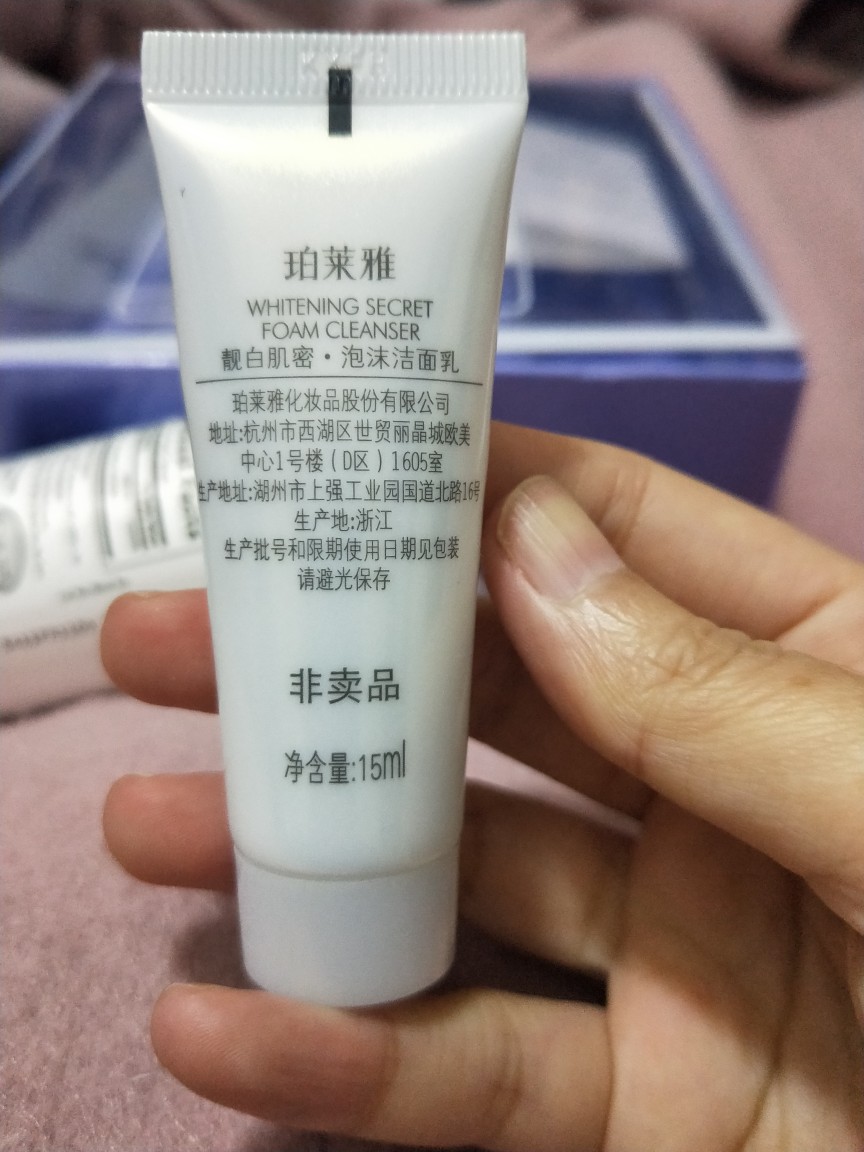 珀莱雅
WHITENING SECRET
FOAM CLEANSER
靓白肌密·泡沫洁面乳
珀莱雅化妆品股份有限公司
地址:杭州市西湖区世贸丽晶城欧美
中心1号楼(D区)1605室
生产地址:湖州市上强工业园国道北路16号
生产地:浙江
生产批号和限期使用日期见包装
请避光保存
非卖品
净含量:15ml